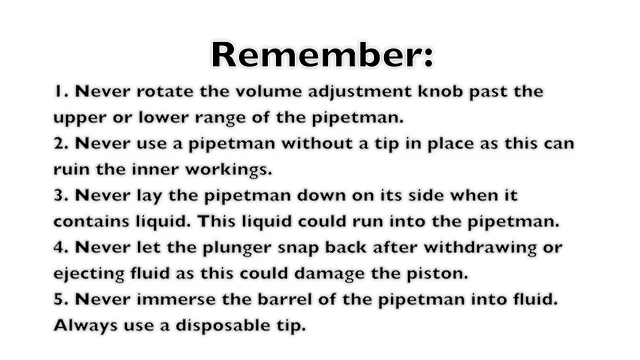 Remember:
1. Never rotate the volume adjustment knob past the
upper or lower range of the pipetman.
2. Never use a pipetman without a tip in place as this can
ruin the inner workings.
3. Never lay the pipetman down on its side when it
contains liquid. This liquid could run into the pipetman.
4. Never let the plunger snap back after withdrawing or
ejecting fluid as this could damage the piston.
5. Never immerse the barrel of the pipetman into fluid.
Always use a disposable tip.